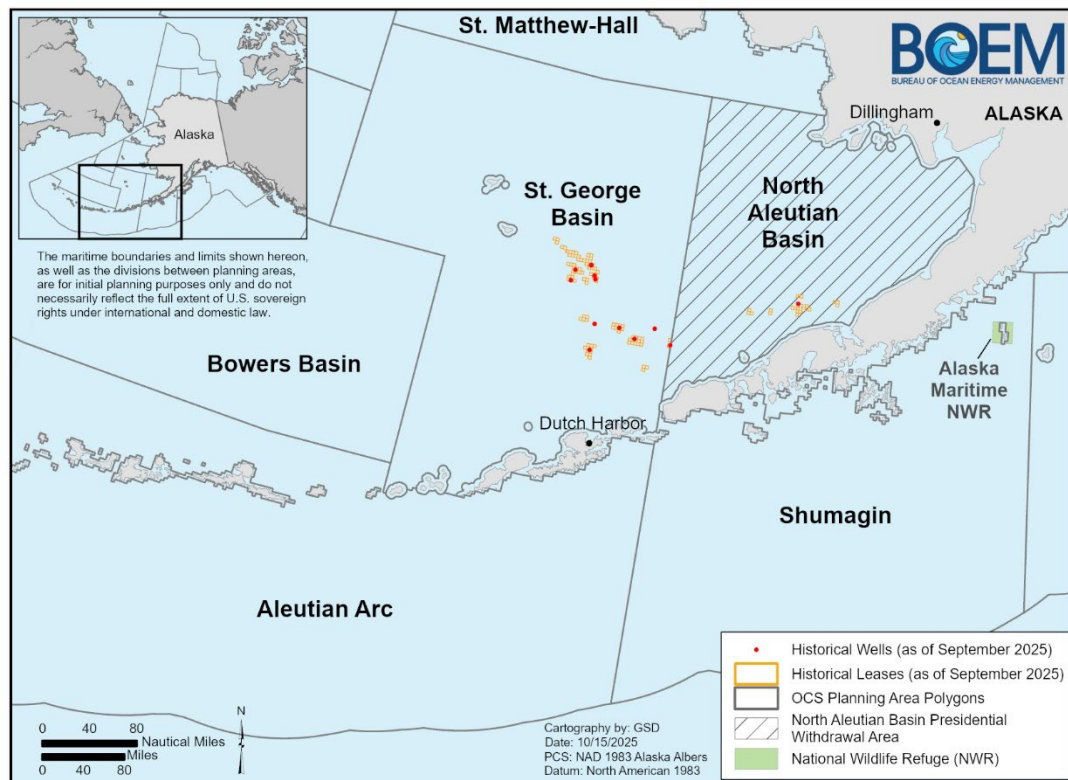 St. Matthew-Hall
BOEM
BUREAU OF OCEAN ENERGY MANAGEMENT
Alaska
The maritime boundaries and limits shown hereon,
as well as the divisions between planning areas,
are for initial planning purposes only and do not
necessarily reflect the full extent of U.S. sovereign
rights under international and domestic law.
Dillingham
ALASKA
St. George
Basin
North
Aleutian
Basin
Bowers Basin
Alaska
Maritime
NWR
Dutch Harbor
Shumagin
Aleutian Arc
Historical Wells (as of September 2025)
Historical Leases (as of September 2025)
OCS Planning Area Polygons
North Aleutian Basin Presidential
Withdrawal Area
National Wildlife Refuge (NWR)
0 40 80
Nautical Miles
Miles
0 40 80
N
Cartography by: GSD
Date: 10/15/2025
PCS: NAD 1983 Alaska Albers
Datum: North American 1983